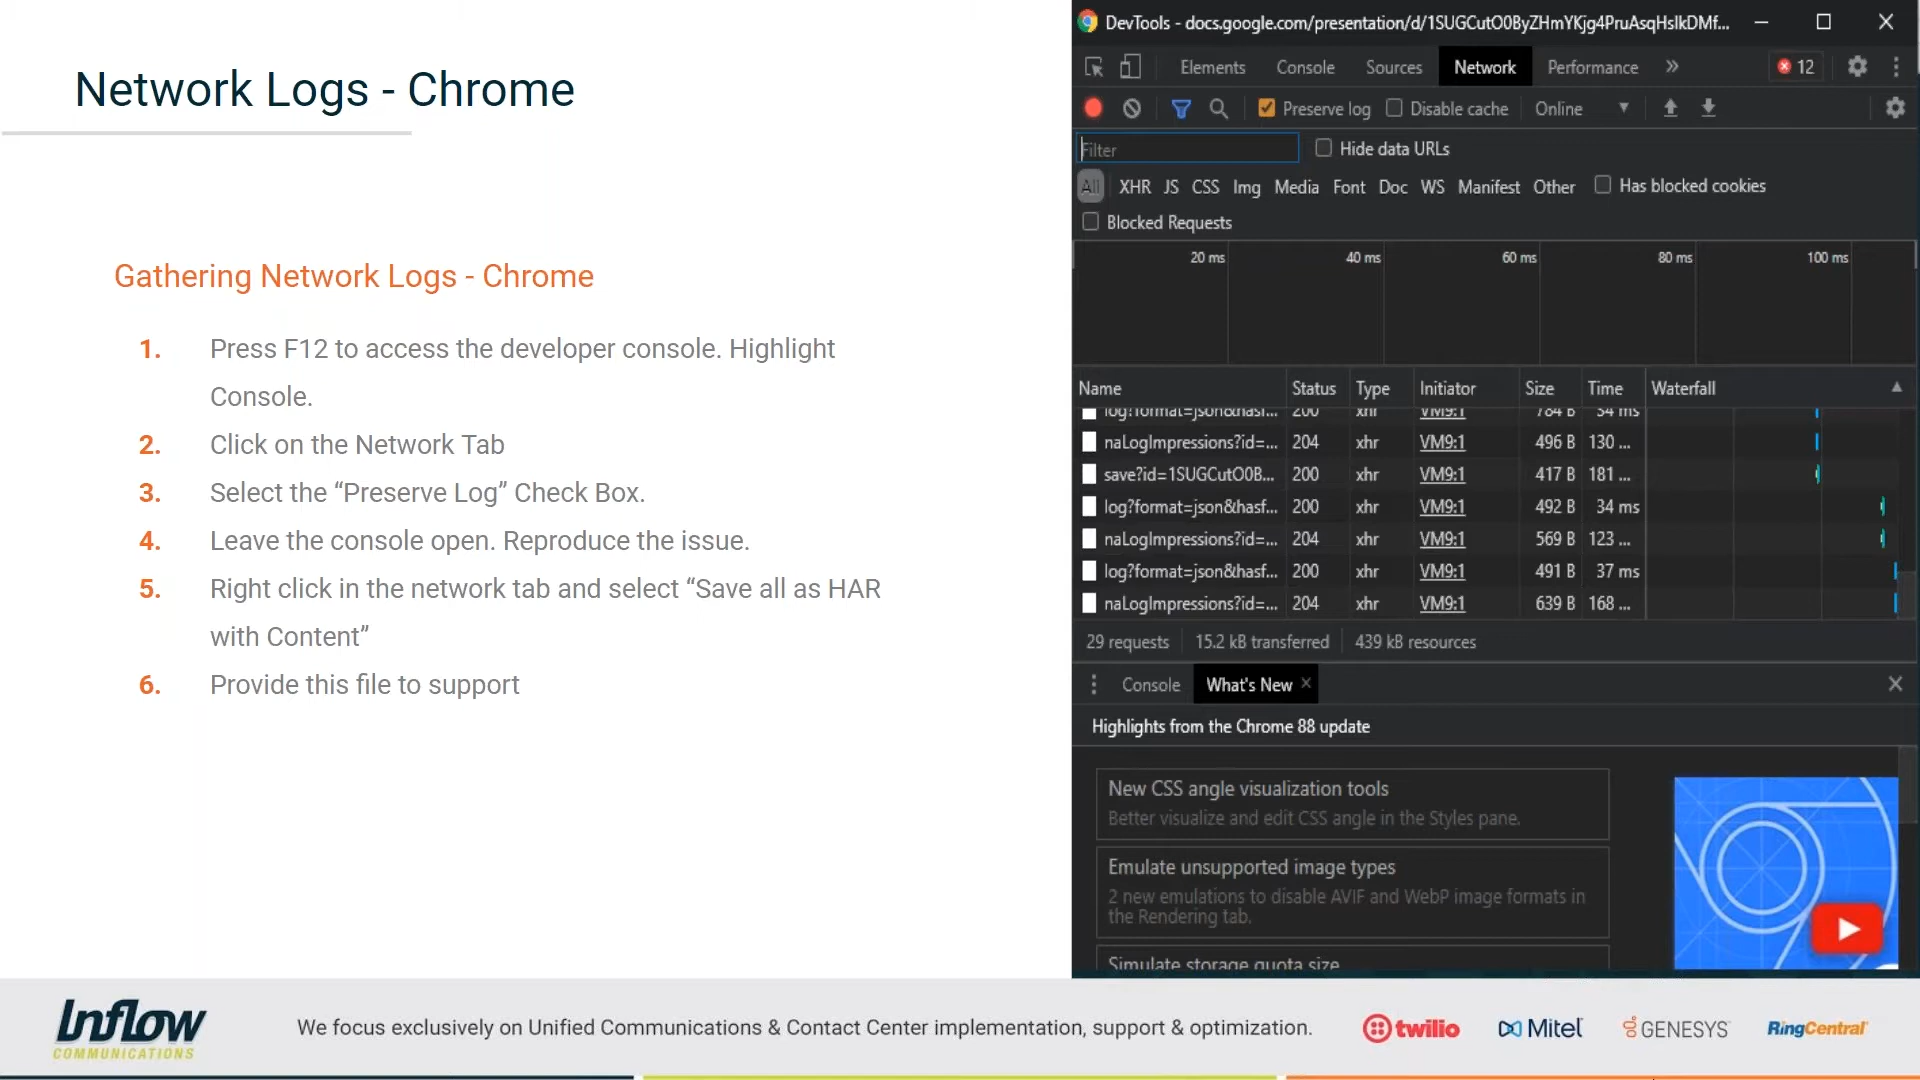 Network Logs - Chrome
Gathering Network Logs - Chrome
1. Press F12 to access the developer console. Highlight
Console.
2. Click on the Network Tab
3. Select the “Preserve Log” Check Box.
4. Leave the console open. Reproduce the issue.
5. Right click in the network tab and select “Save all as HAR
with Content”
6. Provide this file to support
DevTools - docs.google.com/presentation/d/1SUGCutO0ByZHmYKjg4PruAsqHslkDMf...
Elements Console Sources Network Performance 12
Preserve log Disable cache Online
Filter Hide data URLs
All XHR JS CSS Img Media Font Doc WS Manifest Other Has blocked cookies
Blocked Requests
20 ms 40 ms 60 ms 80 ms 100 ms
Name Status Type Initiator Size Time Waterfall
log?format=json&hasf... 200 xhr VM9:1 784 B 34 ms
naLogImpressions?id=... 204 xhr VM9:1 496 B 130 ...
save?id=1SUGCutO0B... 200 xhr VM9:1 417 B 181 ...
log?format=json&hasf... 200 xhr VM9:1 492 B 34 ms
naLogImpressions?id=... 204 xhr VM9:1 569 B 123 ...
log?format=json&hasf... 200 xhr VM9:1 491 B 37 ms
naLogImpressions?id=... 204 xhr VM9:1 639 B 168 ...
29 requests 15.2 kB transferred 439 kB resources
Console What's New
Highlights from the Chrome 88 update
New CSS angle visualization tools
Better visualize and edit CSS angle in the Styles pane.
Emulate unsupported image types
2 new emulations to disable AVIF and WebP image formats in
the Rendering tab.
Simulate storage quota size
Inflow
COMMUNICATIONS
We focus exclusively on Unified Communications & Contact Center implementation, support & optimization.
twilio Mitel GENESYS RingCentral